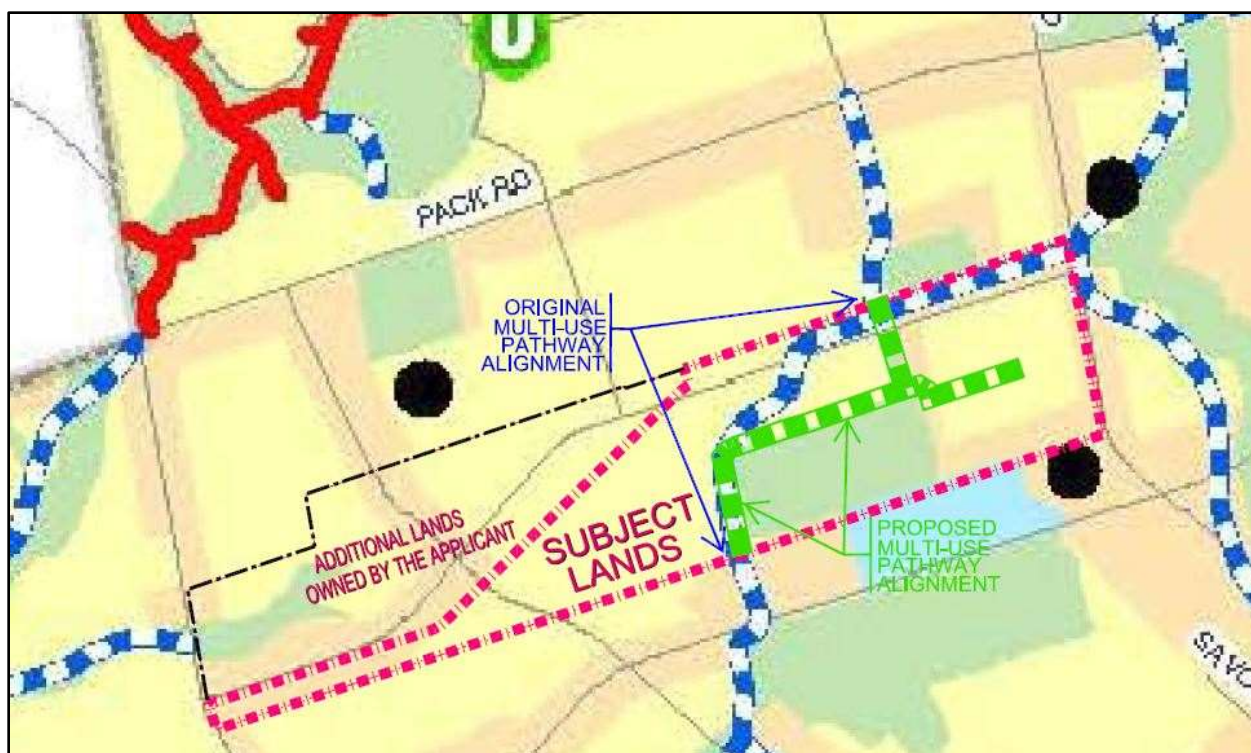 U
PACK RD
ORIGINAL
MULTI-USE
PATHWAY
ALIGNMENT
ADDITIONAL LANDS
OWNED BY THE APPLICANT
SUBJECT
LANDS
PROPOSED
MULTI-USE
PATHWAY
ALIGNMENT
SAVO